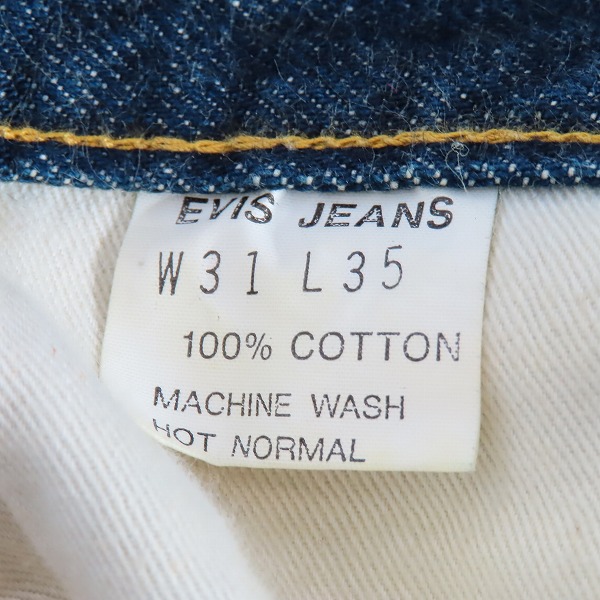 EVIS JEANS
W31 L35
100% COTTON
MACHINE WASH
HOT NORMAL